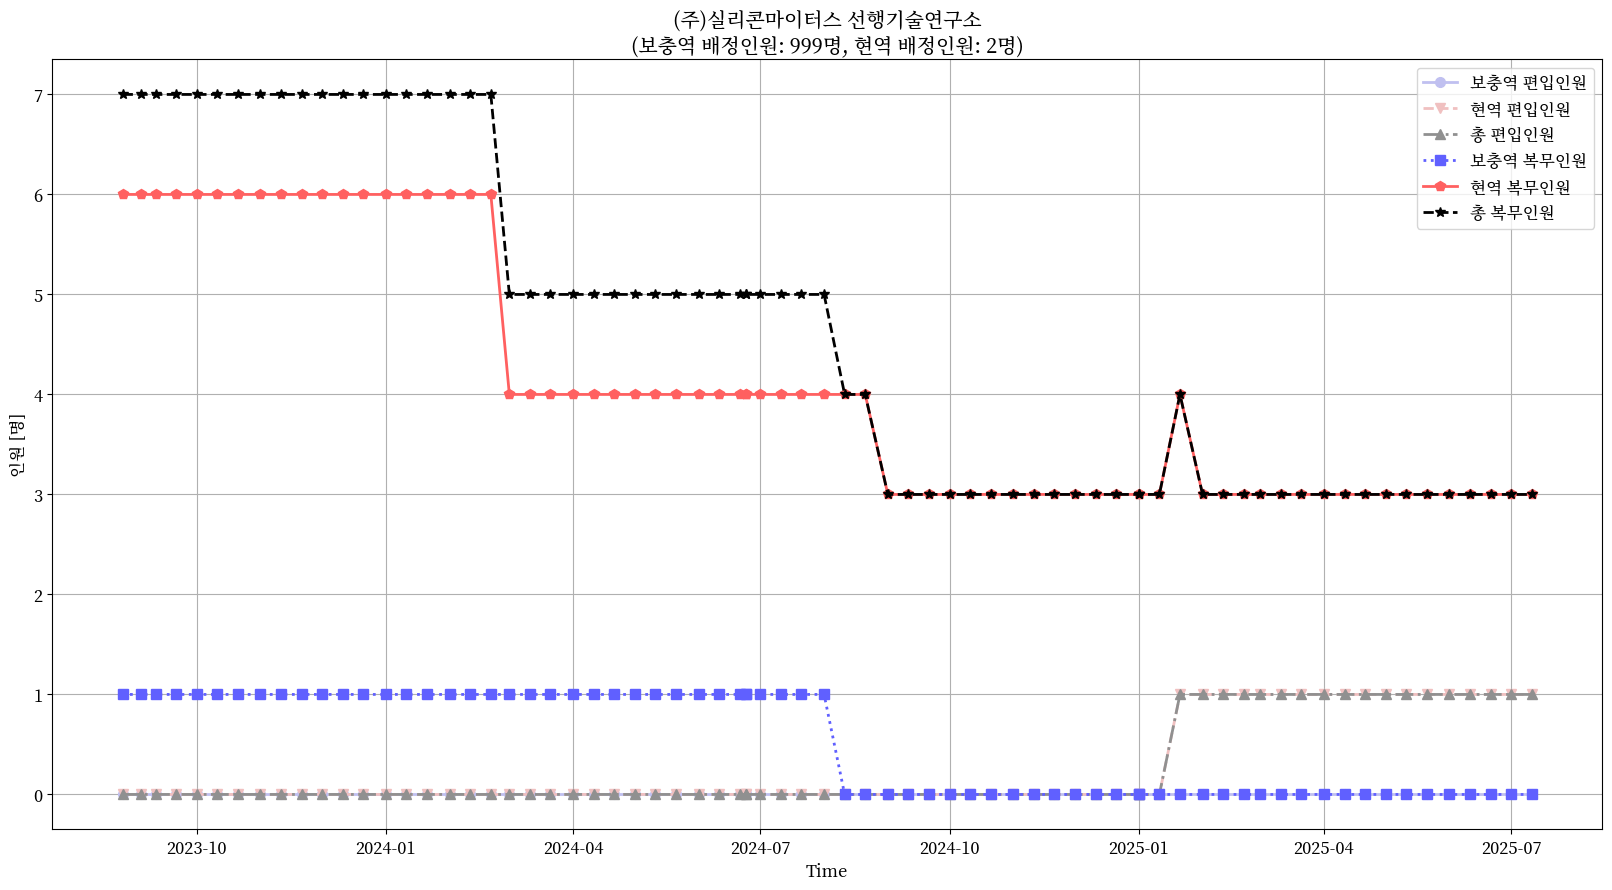 (주)실리콘마이터스 선행기술연구소
(보충역 배정인원: 999명, 현역 배정인원: 2명)
보충역 편입인원
현역 편입인원
총 편입인원
보충역 복무인원
현역 복무인원
총 복무인원
인원 [명]
7
6
5
4
3
2
1
0
2023-10
2024-01
2024-04
2024-07
2024-10
2025-01
2025-04
2025-07
Time